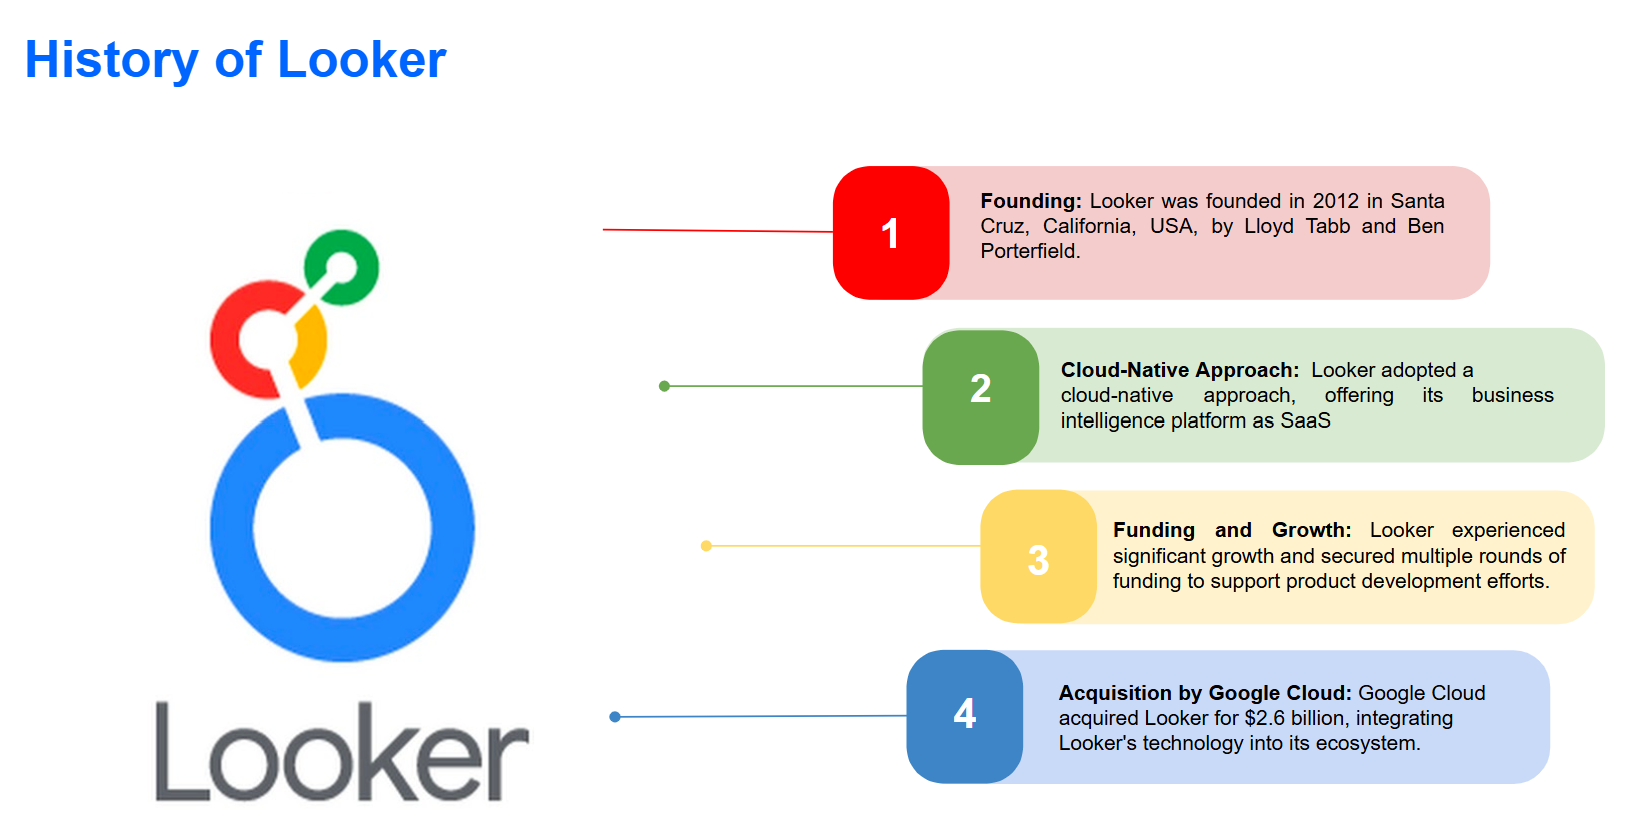 History of Looker
1
Founding: Looker was founded in 2012 in Santa
Cruz, California, USA, by Lloyd Tabb and Ben
Porterfield.
2
Cloud-Native Approach: Looker adopted a
cloud-native approach, offering its business
intelligence platform as SaaS
3
Funding and Growth: Looker experienced
significant growth and secured multiple rounds of
funding to support product development efforts.
4
Acquisition by Google Cloud: Google Cloud
acquired Looker for $2.6 billion, integrating
Looker's technology into its ecosystem.
Looker